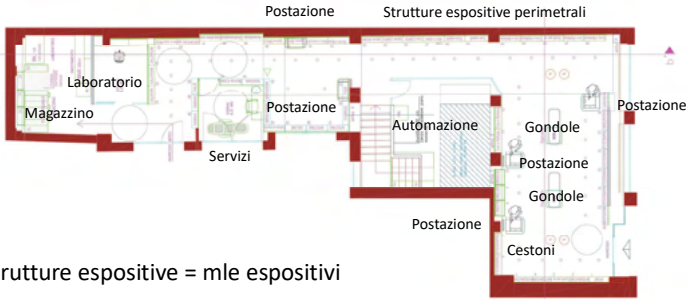 Postazione
Strutture espositive perimetrali
Laboratorio
Magazzino
Postazione
Postazione
Automazione
Gondole
Servizi
Postazione
Gondole
Postazione
Cestoni
rutture espositive = mle espositivi